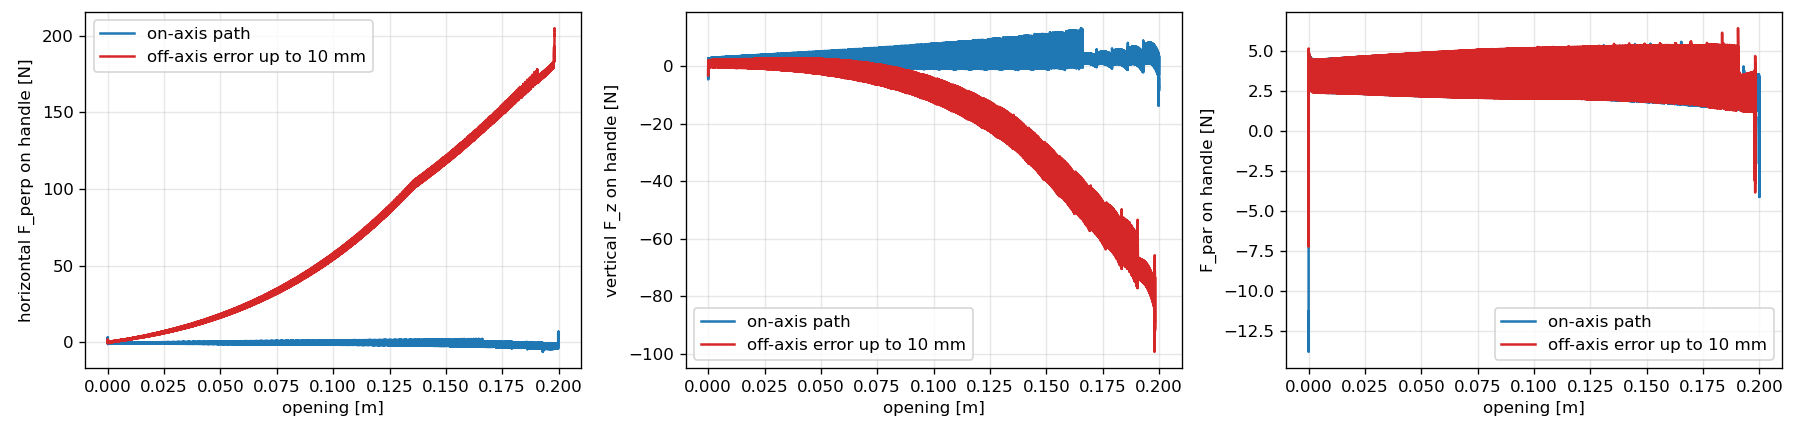 horizontal F_perp on handle [N]
200
150
100
50
0
on-axis path
off-axis error up to 10 mm
0.000 0.025 0.050 0.075 0.100 0.125 0.150 0.175 0.200
opening [m]
vertical F_z on handle [N]
0
−20
−40
−60
−80
−100
on-axis path
off-axis error up to 10 mm
0.000 0.025 0.050 0.075 0.100 0.125 0.150 0.175 0.200
opening [m]
F_par on handle [N]
5.0
2.5
0.0
−2.5
−5.0
−7.5
−10.0
−12.5
on-axis path
off-axis error up to 10 mm
0.000 0.025 0.050 0.075 0.100 0.125 0.150 0.175 0.200
opening [m]